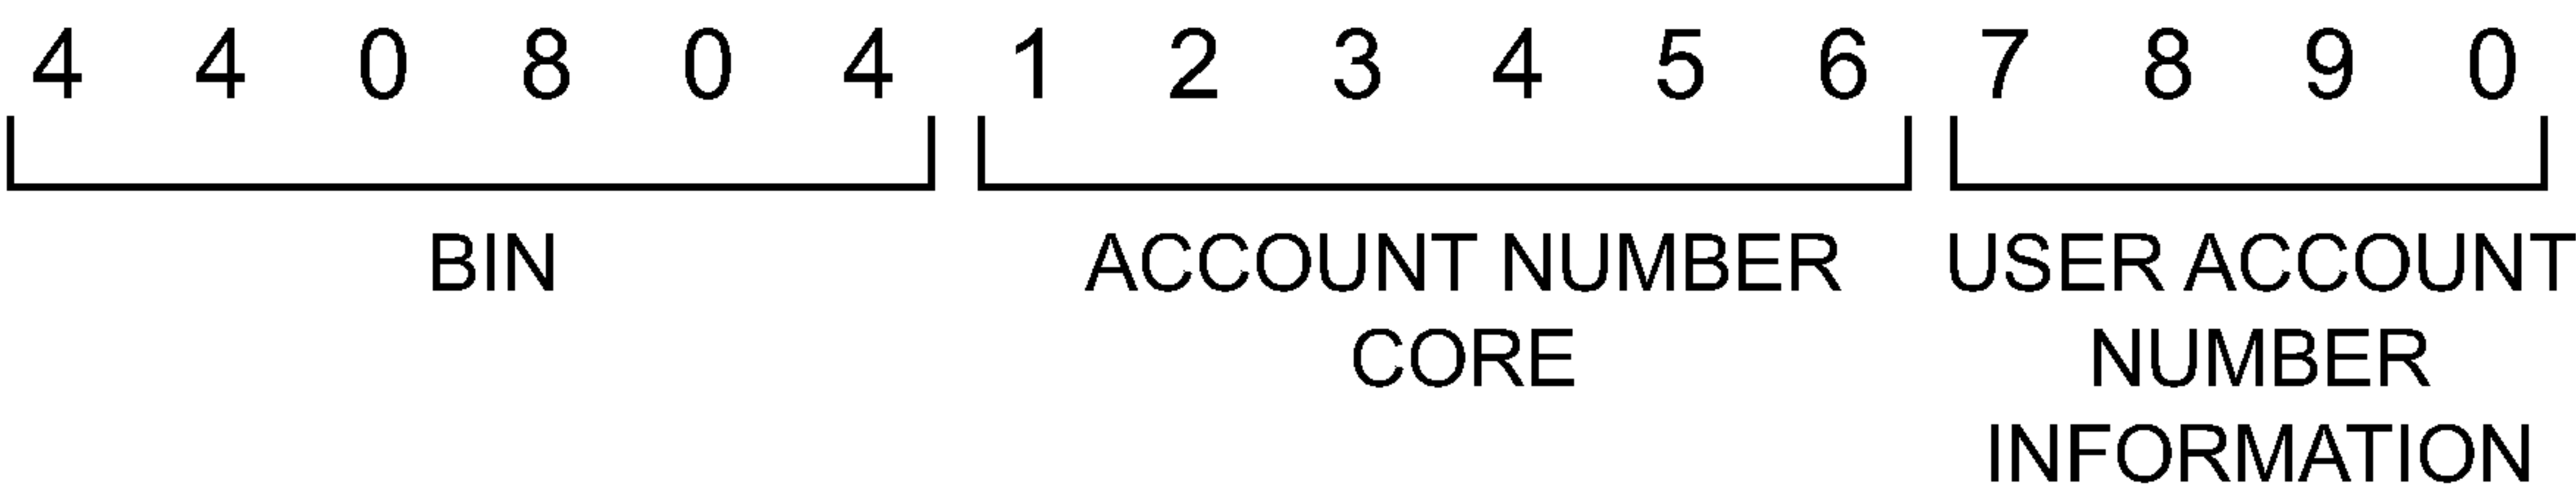 4 4 0 8 0 4 1 2 3 4 5 6 7 8 9 0
BIN
ACCOUNT NUMBER
CORE
USER ACCOUNT
NUMBER
INFORMATION